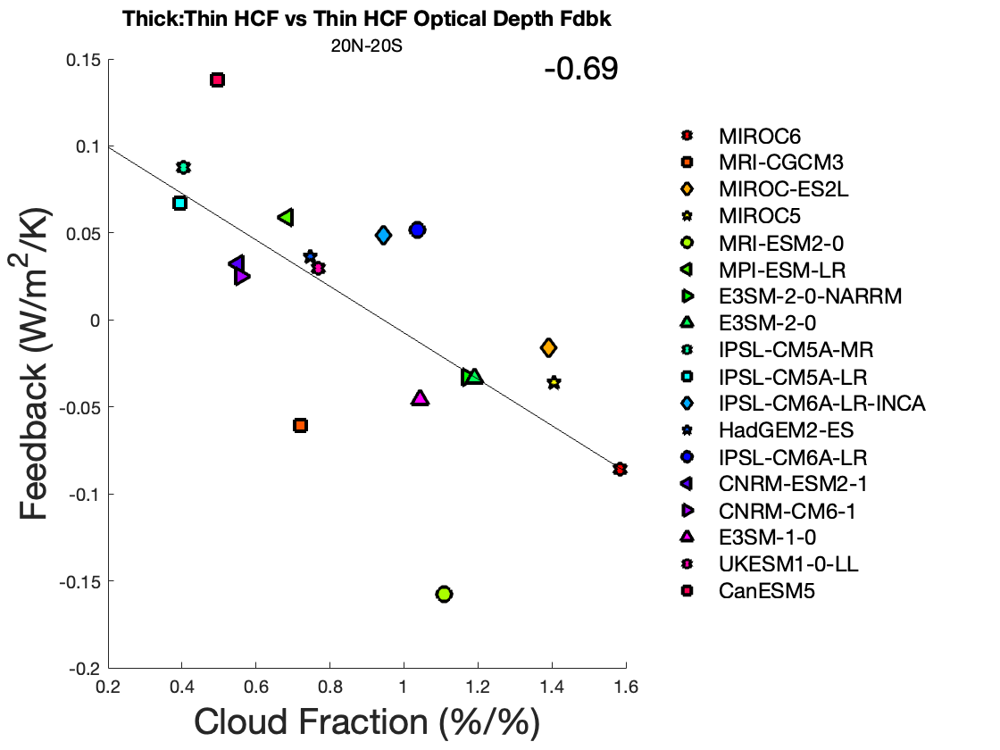 Thick:Thin HCF vs Thin HCF Optical Depth Fdbk
20N-20S
-0.69
0.15
0.1
0.05
0
-0.05
-0.1
-0.15
-0.2
0.2 0.4 0.6 0.8 1 1.2 1.4 1.6
Feedback (W/m²/K)
Cloud Fraction (%/%)
MIROC6
MRI-CGCM3
MIROC-ES2L
MIROC5
MRI-ESM2-0
MPI-ESM-LR
E3SM-2-0-NARRM
E3SM-2-0
IPSL-CM5A-MR
IPSL-CM5A-LR
IPSL-CM6A-LR-INCA
HadGEM2-ES
IPSL-CM6A-LR
CNRM-ESM2-1
CNRM-CM6-1
E3SM-1-0
UKESM1-0-LL
CanESM5